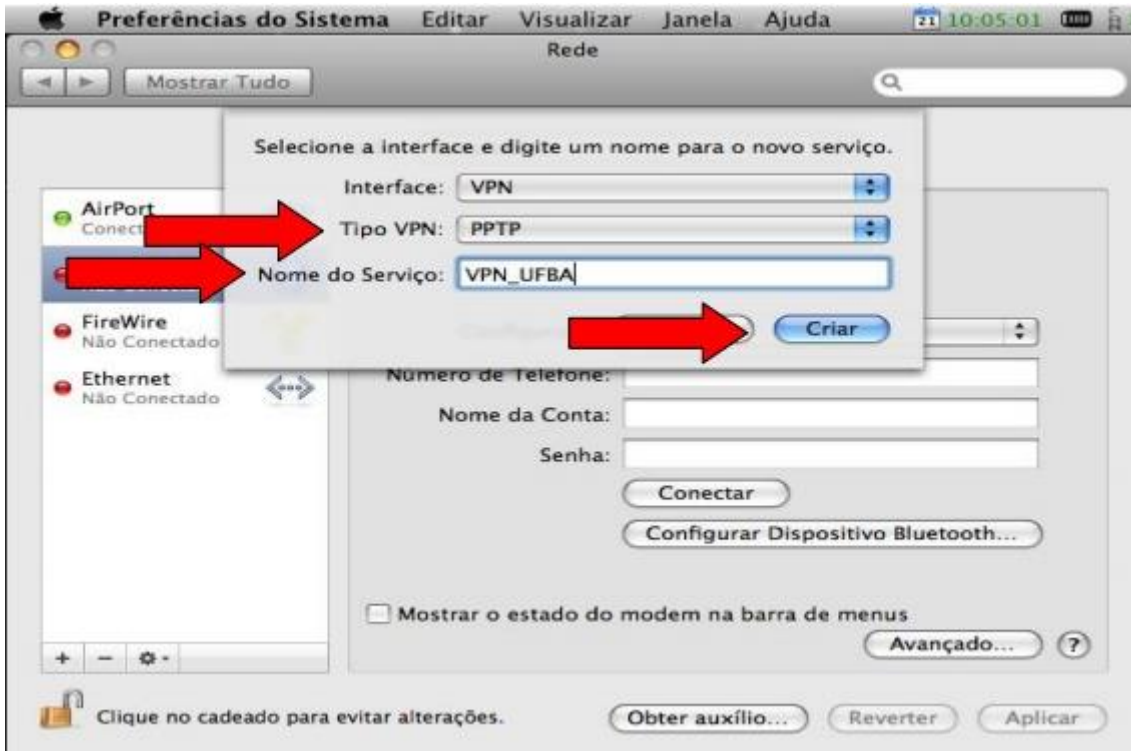 Preferências do Sistema Editar Visualizar Janela Ajuda 21 10:05:01
Rede
Mostrar Tudo
Selecione a interface e digite um nome para o novo serviço.
Interface: VPN
AirPort
Conect
Tipo VPN: PPTP
Nome do Serviço: VPN_UFBA
FireWire
Não Conectado
Criar
Ethernet
Não Conectado
Número de Telefone:
Nome da Conta:
Senha:
Conectar
Configurar Dispositivo Bluetooth...
Mostrar o estado do modem na barra de menus
Avançado... ?
+ −
Clique no cadeado para evitar alterações. Obter auxílio... Reverter Aplicar